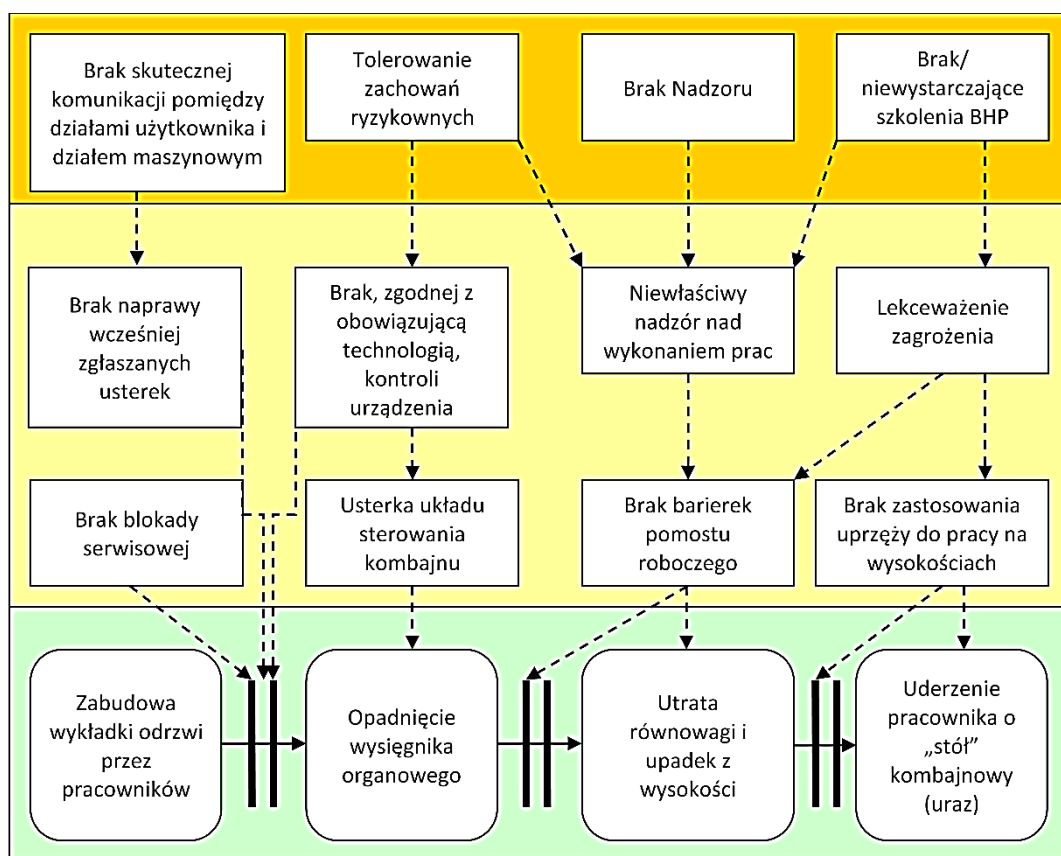 Brak skutecznej
komunikacji pomiędzy
działami użytkownika i
działem maszynowym
Tolerowanie
zachowań
ryzykownych
Brak Nadzoru
Brak/
niewystarczające
szkolenia BHP
Brak naprawy
wcześniej
zgłaszanych
usterek
Brak, zgodnej z
obowiązującą
technologią,
kontroli
urządzenia
Niewłaściwy
nadzór nad
wykonaniem prac
Lekceważenie
zagrożenia
Brak blokady
serwisowej
Usterka układu
sterowania
kombajnu
Brak barierek
pomostu
roboczego
Brak zastosowania
uprzęży do pracy na
wysokościach
Zabudowa
wykładki odrzwi
przez
pracowników
Opadnięcie
wysięgnika
organowego
Utrata
równowagi i
upadek z
wysokości
Uderzenie
pracownika o
„stół”
kombajnowy
(uraz)